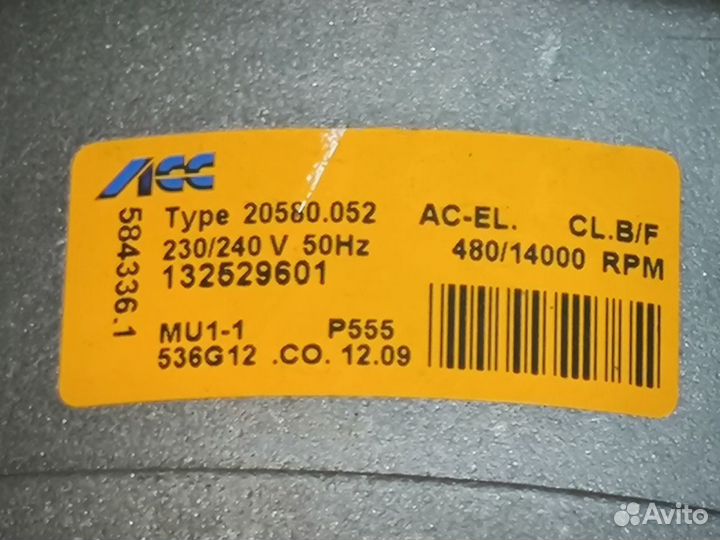 ACC
584336.1
Type 20580.052 AC-EL. CL.B/F
230/240 V 50Hz 480/14000 RPM
132529601
MU1-1 P555
536G12 .CO. 12.09
Avito